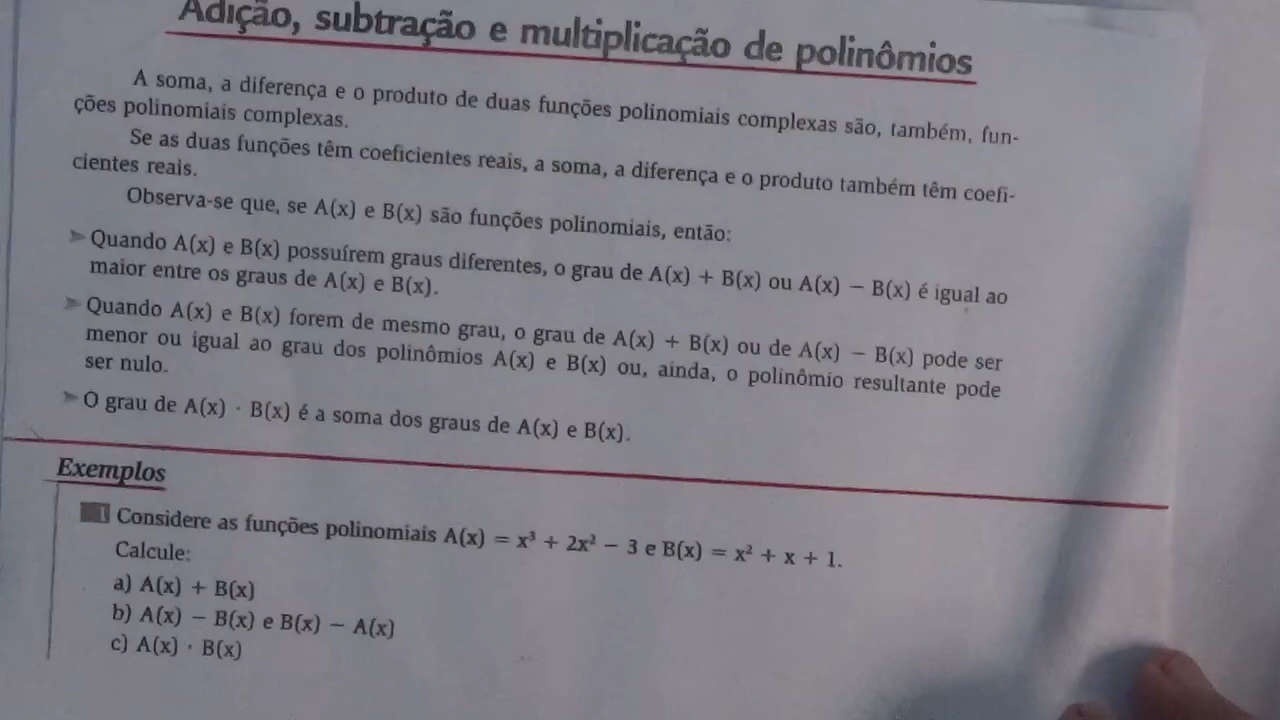 Adição, subtração e multiplicação de polinômios
A soma, a diferença e o produto de duas funções polinomiais complexas são, também, fun-
ções polinomiais complexas.
Se as duas funções têm coeficientes reais, a soma, a diferença e o produto também têm coefi-
cientes reais.
Observa-se que, se A(x) e B(x) são funções polinomiais, então:
➤ Quando A(x) e B(x) possuírem graus diferentes, o grau de A(x) + B(x) ou A(x) − B(x) é igual ao
maior entre os graus de A(x) e B(x).
➤ Quando A(x) e B(x) forem de mesmo grau, o grau de A(x) + B(x) ou de A(x) − B(x) pode ser
menor ou igual ao grau dos polinômios A(x) e B(x) ou, ainda, o polinômio resultante pode
ser nulo.
➤ O grau de A(x) · B(x) é a soma dos graus de A(x) e B(x).
Exemplos
1 Considere as funções polinomiais A(x) = x³ + 2x² − 3 e B(x) = x² + x + 1.
Calcule:
a) A(x) + B(x)
b) A(x) − B(x) e B(x) − A(x)
c) A(x) · B(x)